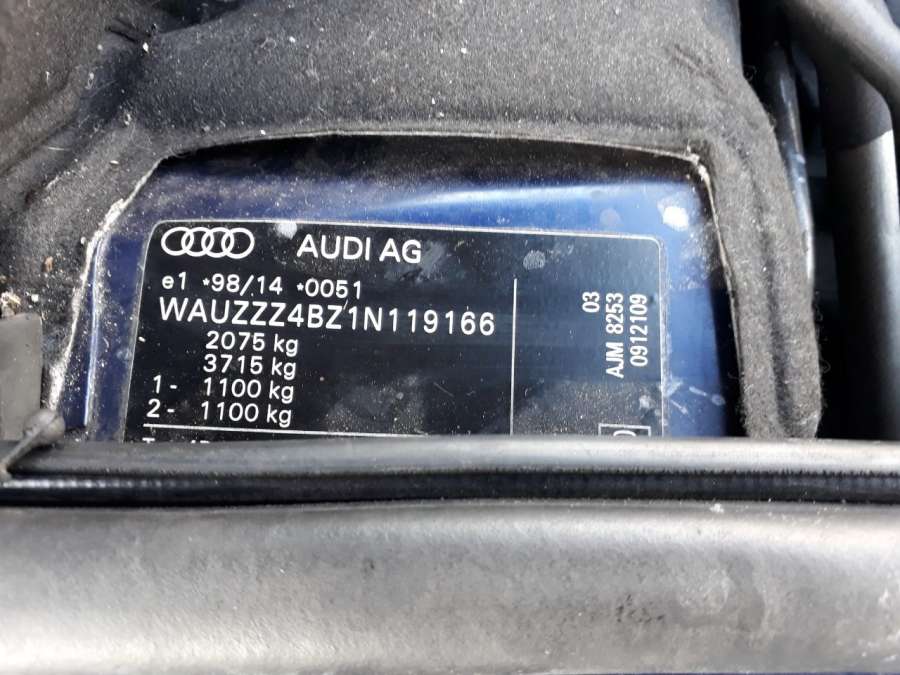 AUDI AG
e1 *98/14 *0051
WAUZZZ4BZ1N119166
2075 kg
3715 kg
1- 1100 kg
2- 1100 kg
03
AJM 8253
0912109